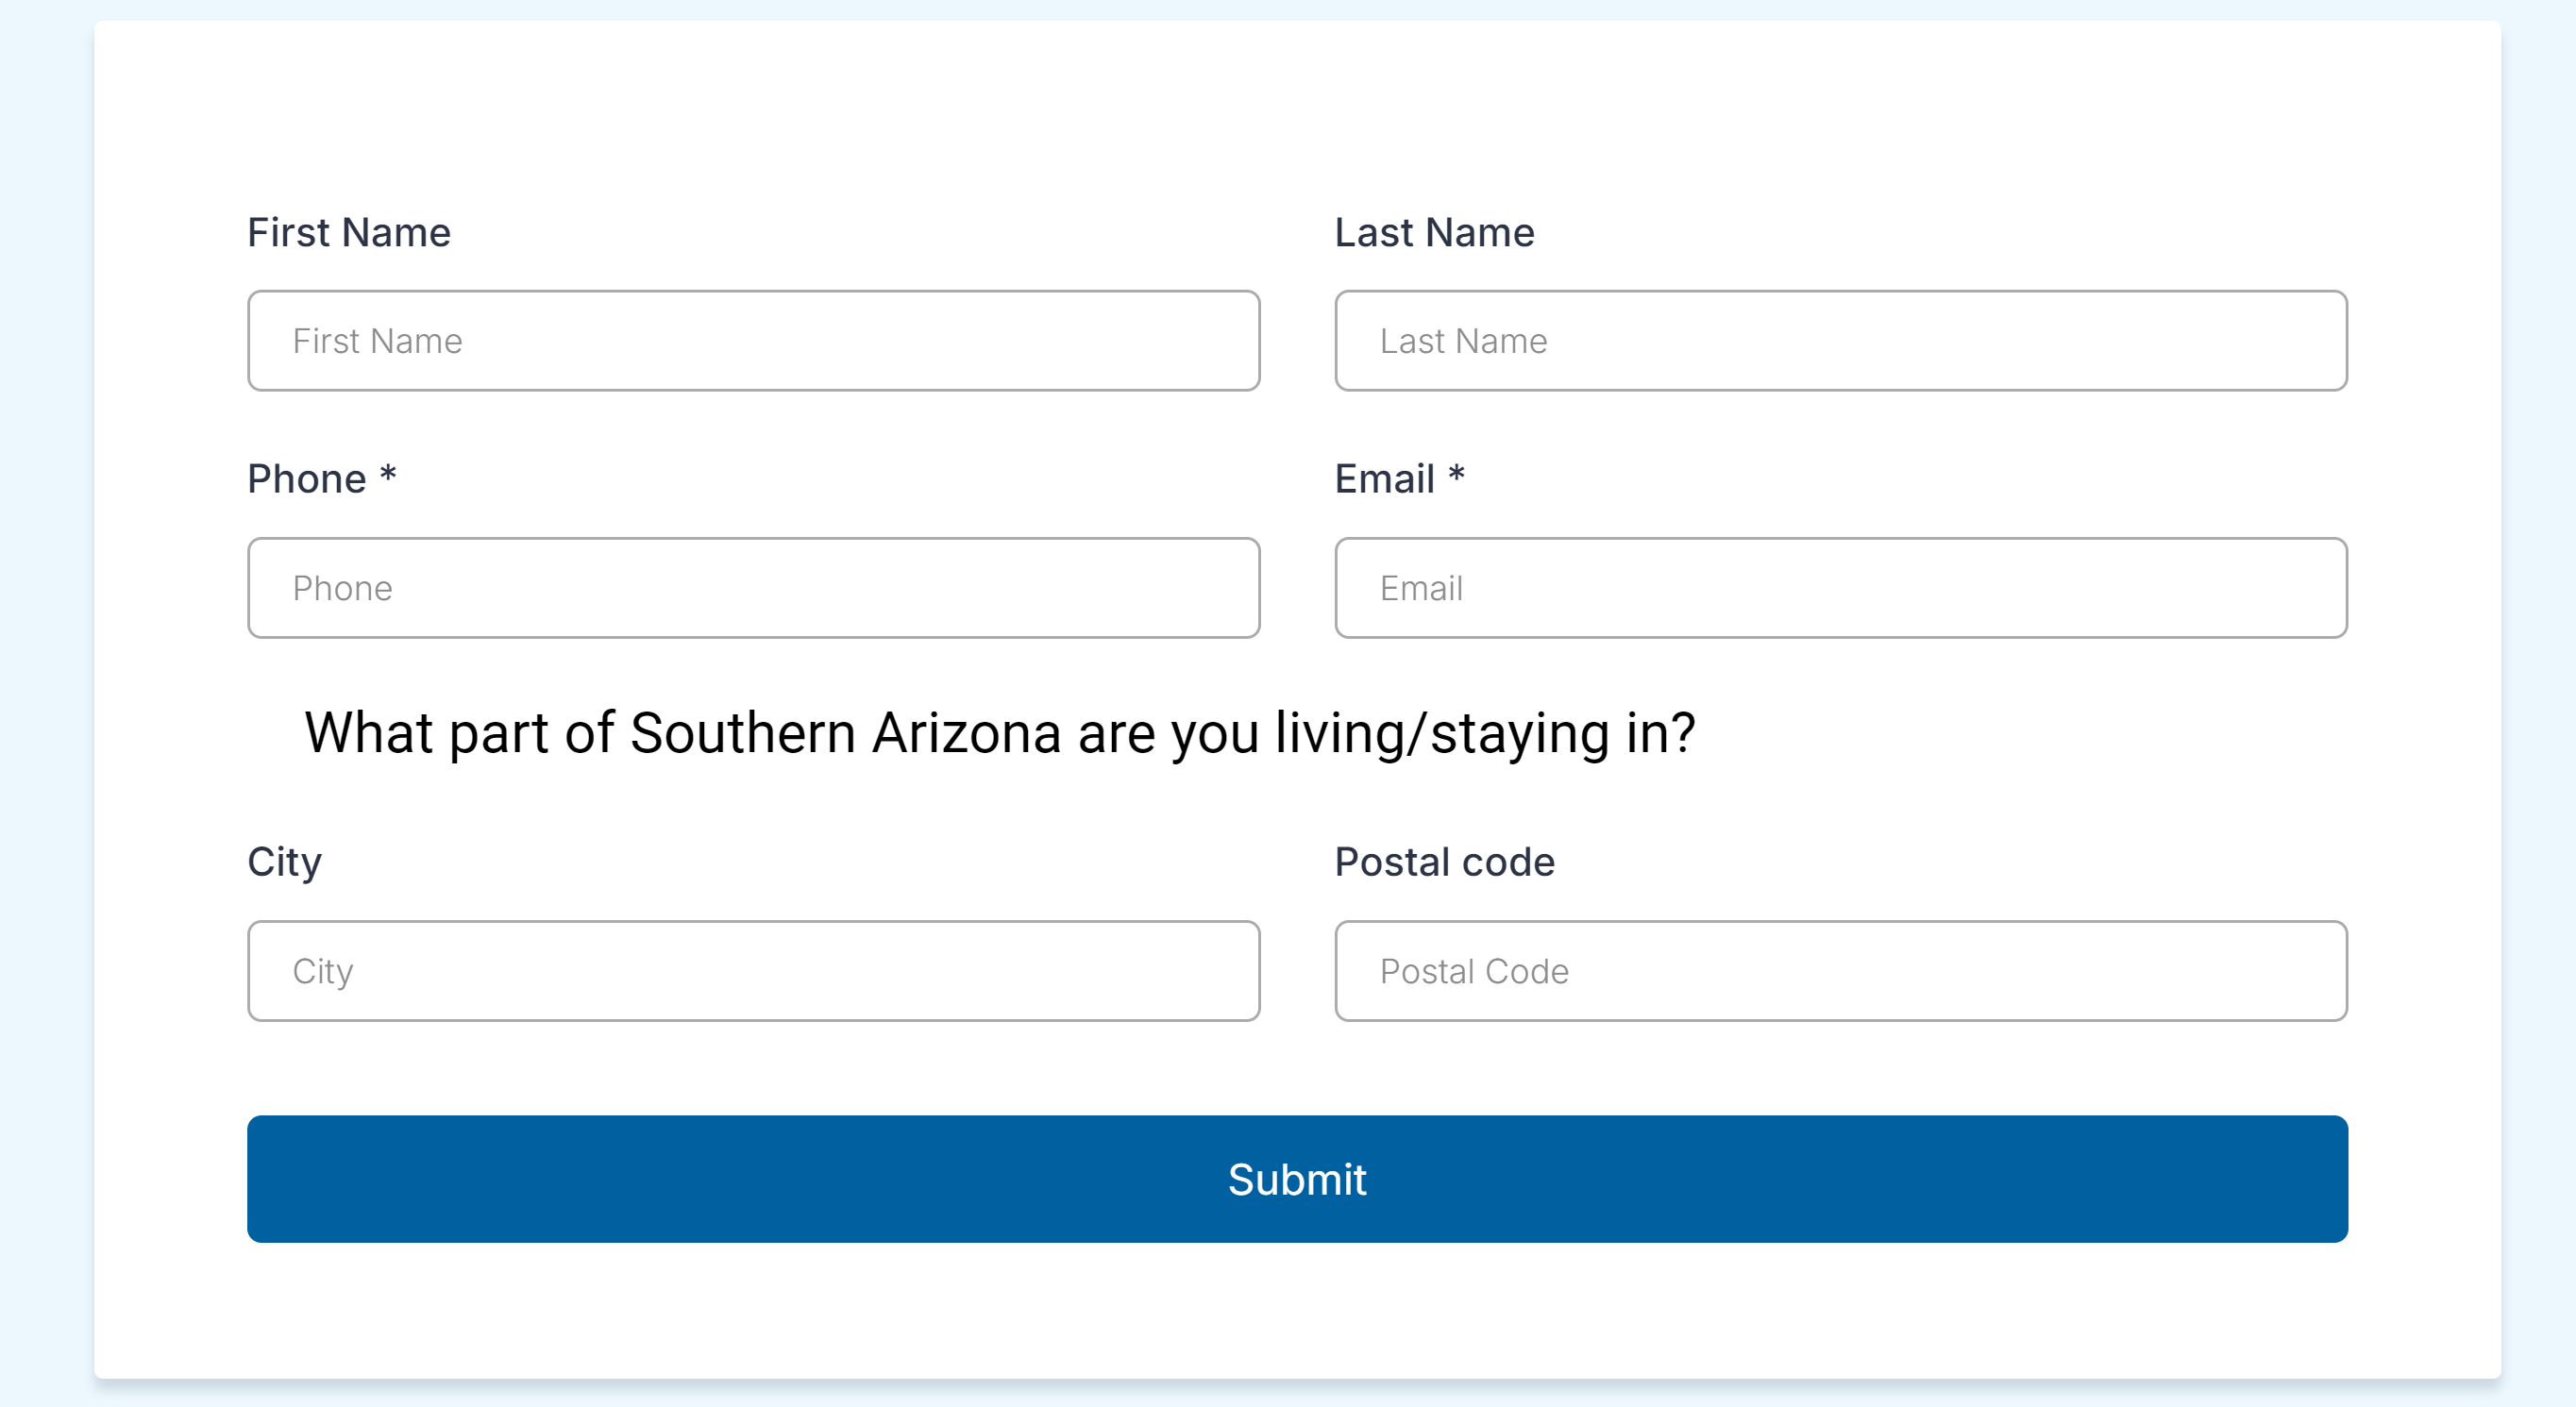 First Name
Last Name
First Name
Last Name
Phone *
Email *
Phone
Email
What part of Southern Arizona are you living/staying in?
City
Postal code
City
Postal Code
Submit